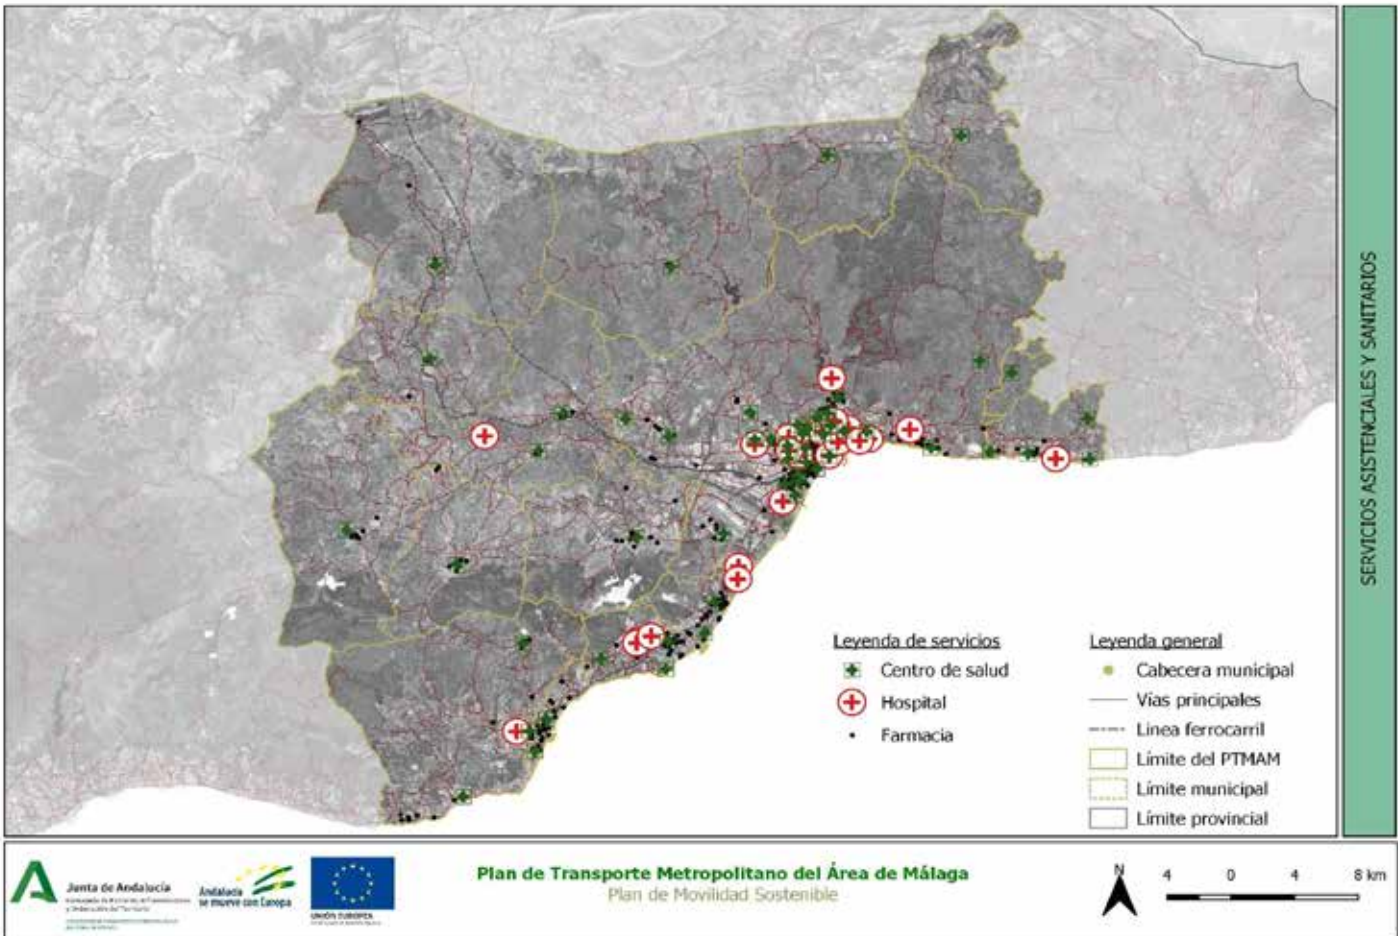 SERVICIOS ASISTENCIALES Y SANITARIOS
Leyenda de servicios
Centro de salud
Hospital
Farmacia
Leyenda general
Cabecera municipal
Vías principales
Linea ferrocarril
Límite del PTMAM
Límite municipal
Límite provincial
Junta de Andalucía
Andalucía
se mueve con Europa
UNIÓN EUROPEA
Plan de Transporte Metropolitano del Área de Málaga
Plan de Movilidad Sostenible
N
4 0 4 8 km